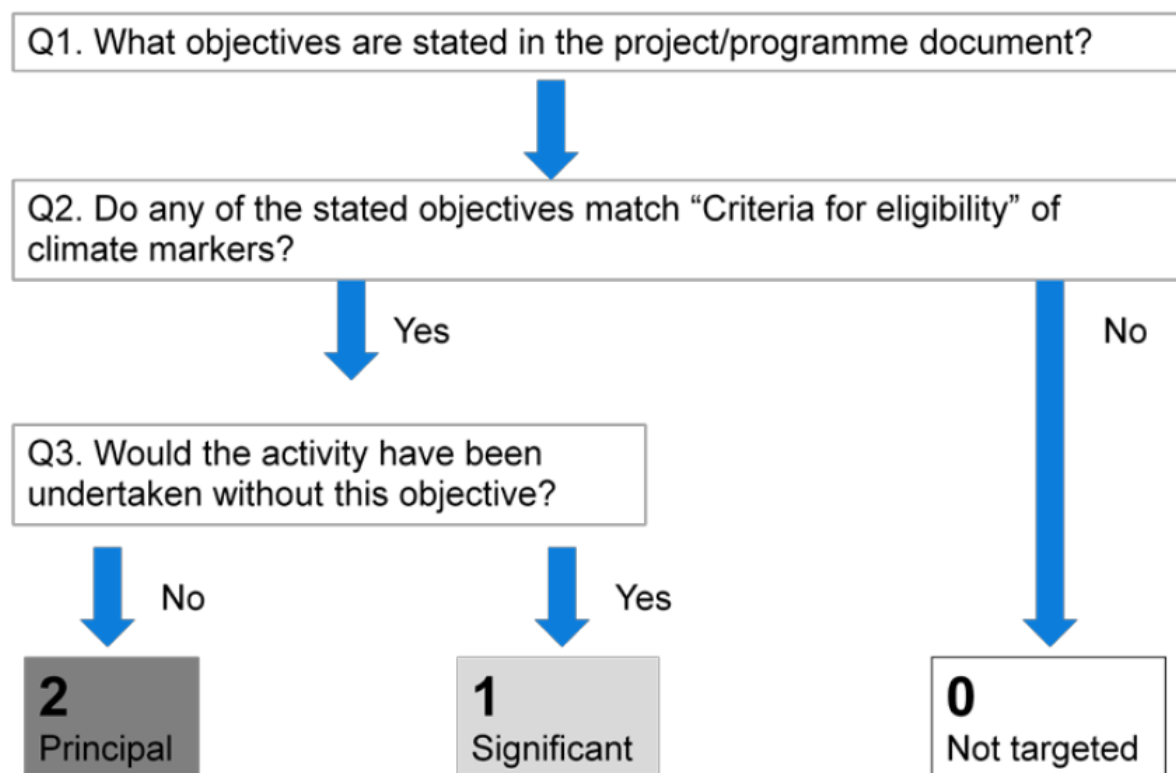 Q1. What objectives are stated in the project/programme document?
Q2. Do any of the stated objectives match “Criteria for eligibility” of
climate markers?
Yes
No
Q3. Would the activity have been
undertaken without this objective?
No
Yes
2
Principal
1
Significant
0
Not targeted